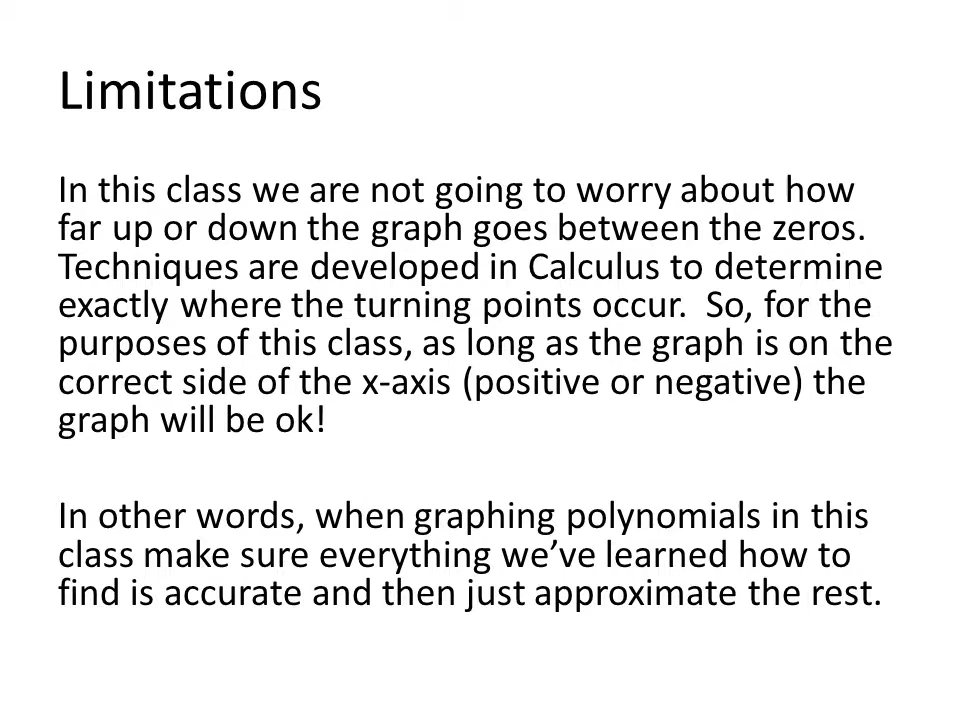 Limitations
In this class we are not going to worry about how
far up or down the graph goes between the zeros.
Techniques are developed in Calculus to determine
exactly where the turning points occur.  So, for the
purposes of this class, as long as the graph is on the
correct side of the x-axis (positive or negative) the
graph will be ok!
In other words, when graphing polynomials in this
class make sure everything we’ve learned how to
find is accurate and then just approximate the rest.